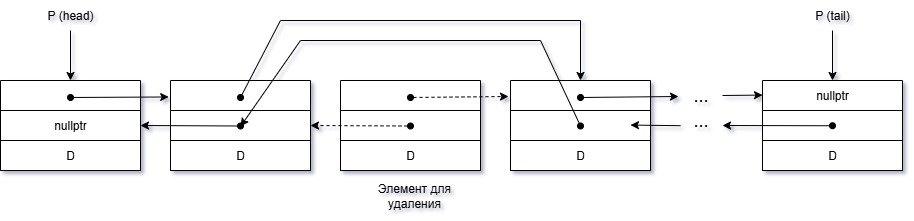 P (head)
P (tail)
nullptr
...
nullptr
...
D
D
D
D
D
Элемент для
удаления